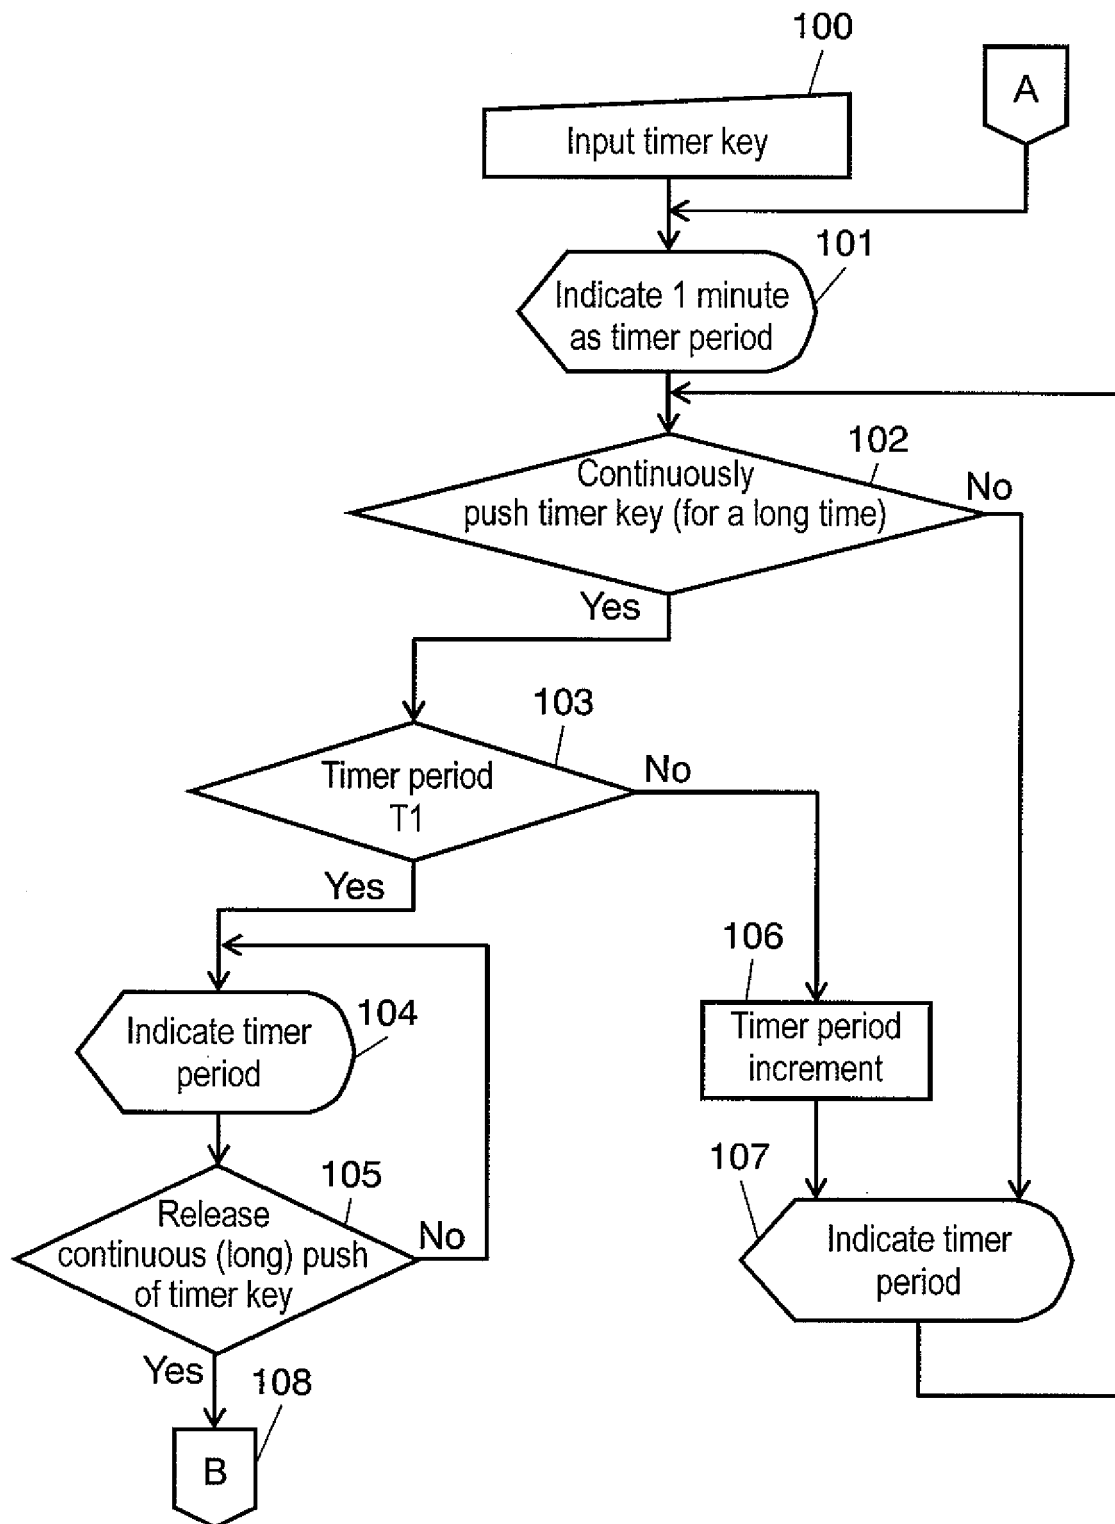 100
A
Input timer key
101
Indicate 1 minute
as timer period
102
Continuously
push timer key (for a long time)
No
Yes
103
Timer period
T1
No
Yes
106
Timer period
increment
104
Indicate timer
period
107
Indicate timer
period
105
Release
continuous (long) push
of timer key
No
Yes
108
B